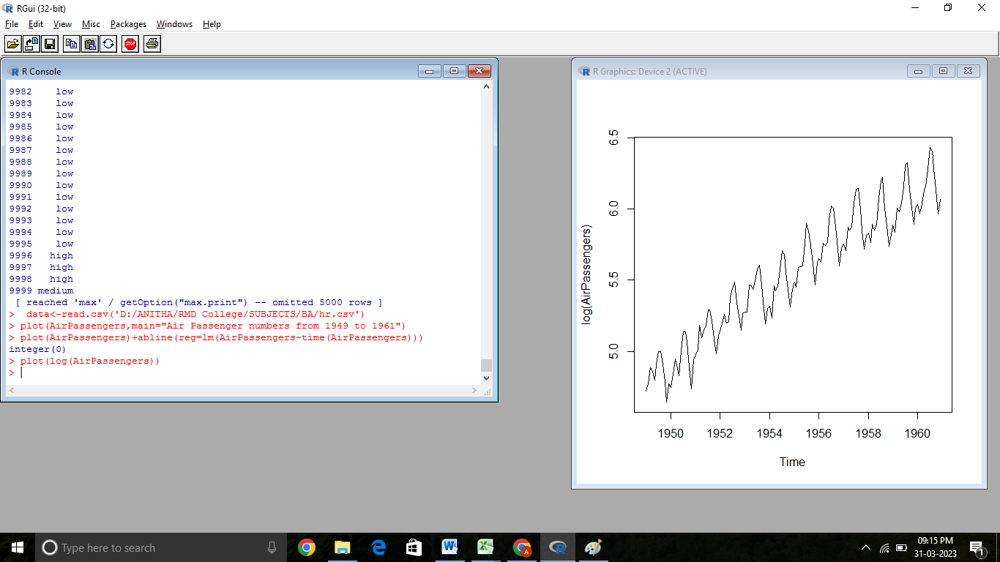 RGui (32-bit)
File Edit View Misc Packages Windows Help
STOP
R Console
9982 low
9983 low
9984 low
9985 low
9986 low
9987 low
9988 low
9989 low
9990 low
9991 low
9992 low
9993 low
9994 low
9995 low
9996 high
9997 high
9998 high
9999 medium
[ reached 'max' / getOption("max.print") -- omitted 5000 rows ]
> data<-read.csv('D:/ANITHA/RMD College/SUBJECTS/BA/hr.csv')
> plot(AirPassengers,main="Air Passenger numbers from 1949 to 1961")
> plot(AirPassengers)+abline(reg=lm(AirPassengers~time(AirPassengers)))
integer(0)
> plot(log(AirPassengers))
>
R Graphics: Device 2 (ACTIVE)
log(AirPassengers)
6.5
6.0
5.5
5.0
1950 1952 1954 1956 1958 1960
Time
Type here to search
09:15 PM
31-03-2023
1